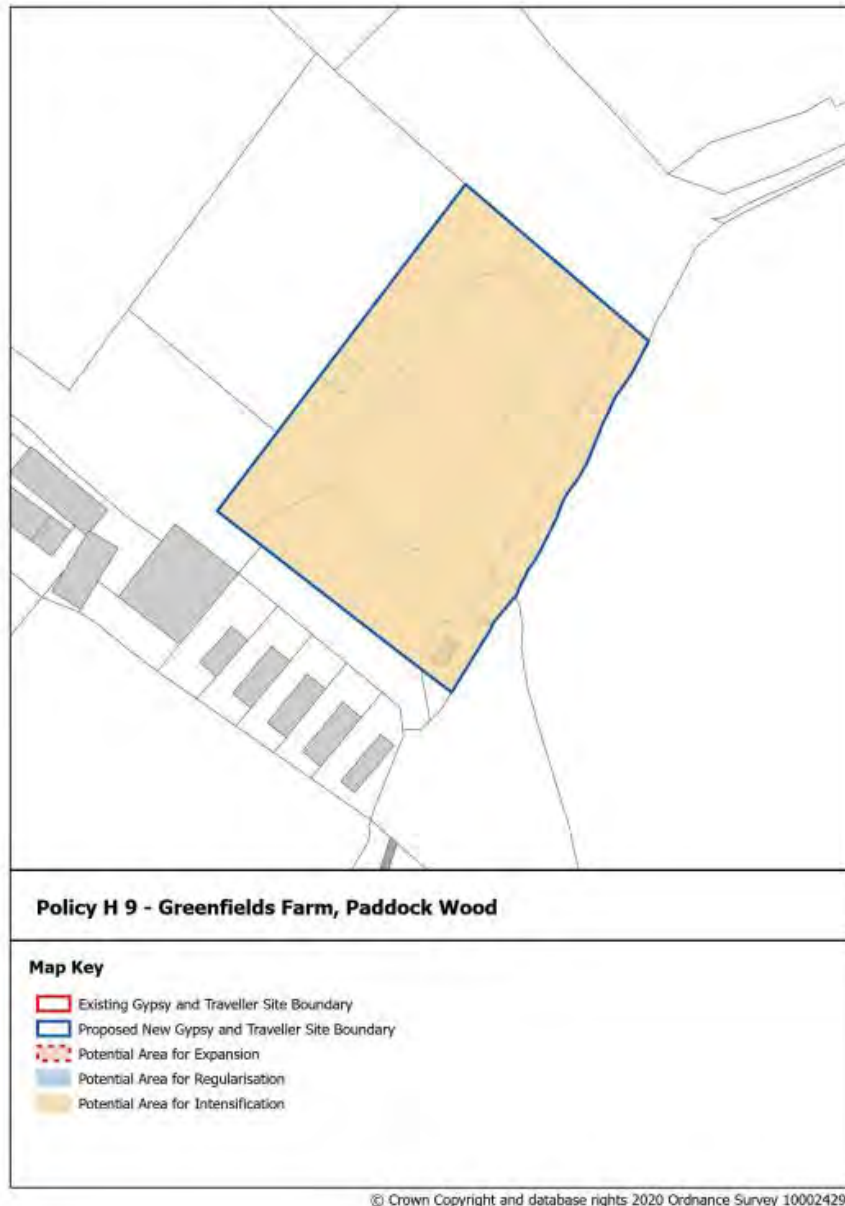 Policy H 9 - Greenfields Farm, Paddock Wood
Map Key
Existing Gypsy and Traveller Site Boundary
Proposed New Gypsy and Traveller Site Boundary
Potential Area for Expansion
Potential Area for Regularisation
Potential Area for Intensification
© Crown Copyright and database rights 2020 Ordnance Survey 10002429